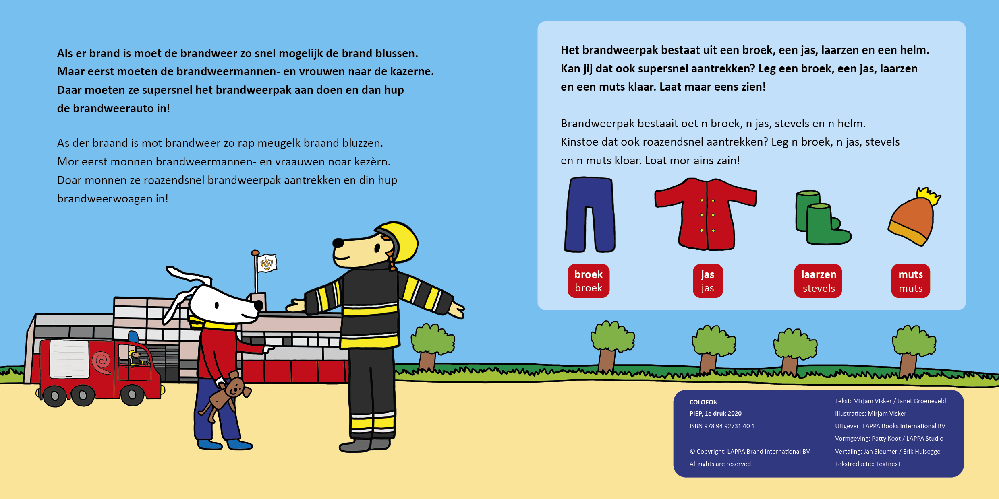 Als er brand is moet de brandweer zo snel mogelijk de brand blussen.
Maar eerst moeten de brandweermannen- en vrouwen naar de kazerne.
Daar moeten ze supersnel het brandweerpak aan doen en dan hup
de brandweerauto in!
As der braand is mot brandweer zo rap meugelk braand bluzzen.
Mor eerst monnen brandweermannen- en vraauwen noar kezèrn.
Doar monnen ze roazendsnel brandweerpak aantrekken en din hup
brandweerwoagen in!
Het brandweerpak bestaat uit een broek, een jas, laarzen en een helm.
Kan jij dat ook supersnel aantrekken? Leg een broek, een jas, laarzen
en een muts klaar. Laat maar eens zien!
Brandweerpak bestaait oet n broek, n jas, stevels en n helm.
Kinstoe dat ook roazendsnel aantrekken? Leg n broek, n jas, stevels
en n muts kloar. Loat mor ains zain!
broek
broek
jas
jas
laarzen
stevels
muts
muts
COLOFON
PIEP, 1e druk 2020
ISBN 978 94 92731 40 1
© Copyright: LAPPA Brand International BV
All rights are reserved
Tekst: Mirjam Visker / Janet Groeneveld
Illustraties: Mirjam Visker
Uitgever: LAPPA Books International BV
Vormgeving: Patty Koot / LAPPA Studio
Vertaling: Jan Sleumer / Erik Hulsegge
Tekstredactie: Textnext